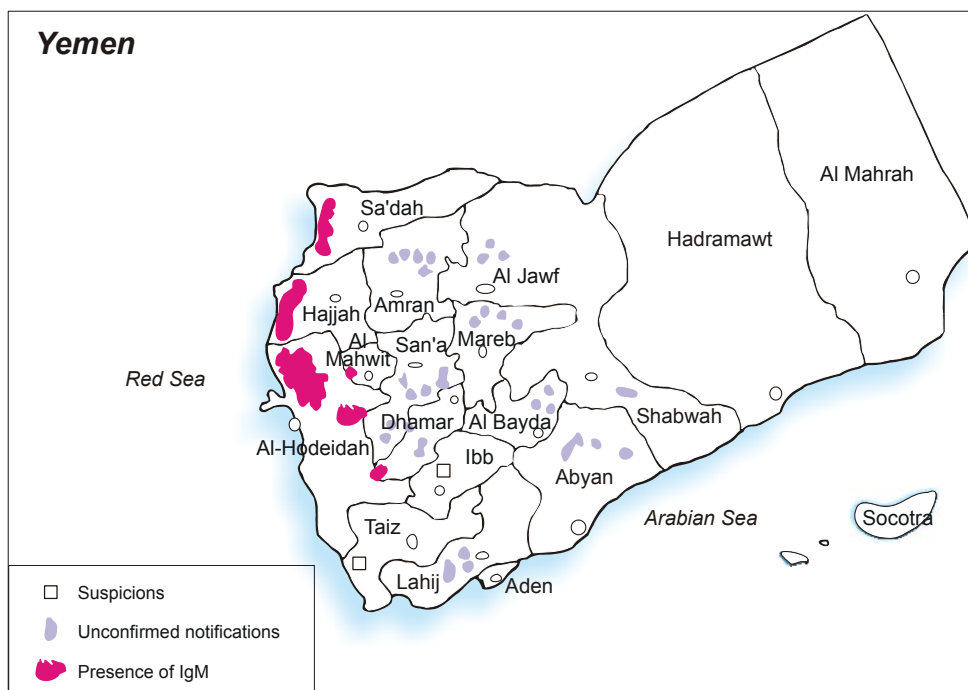 Yemen
Al Mahrah
Sa'dah
Hadramawt
Al Jawf
Hajjah
Amran
Al
Mahwit
San'a
Mareb
Red Sea
Shabwah
Dhamar
Al Bayda
Al-Hodeidah
Ibb
Abyan
Arabian Sea
Socotra
Taiz
Lahij
Aden
Suspicions
Unconfirmed notifications
Presence of IgM